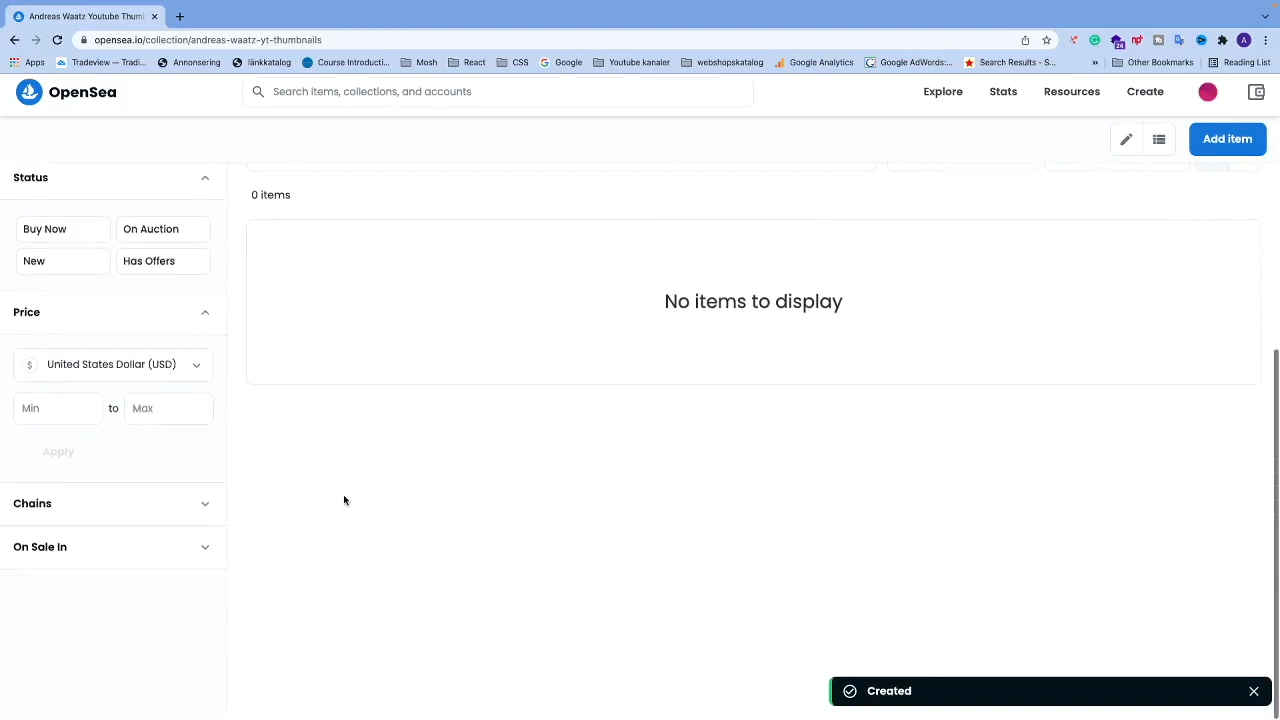 Andreas Waatz Youtube Thum
opensea.io/collection/andreas-waatz-yt-thumbnails
24
A
Apps
Tradeview – Tradi...
Annonsering
länkkatalog
Course Introducti...
Mosh
React
CSS
Google
Youtube kanaler
webshopskatalog
Google Analytics
Google AdWords:...
Search Results - S...
»
Other Bookmarks
Reading List
OpenSea
Search items, collections, and accounts
Explore
Stats
Resources
Create
Add item
Status
0 items
Buy Now
On Auction
New
Has Offers
No items to display
Price
$ United States Dollar (USD)
Min to Max
Apply
Chains
On Sale In
Created